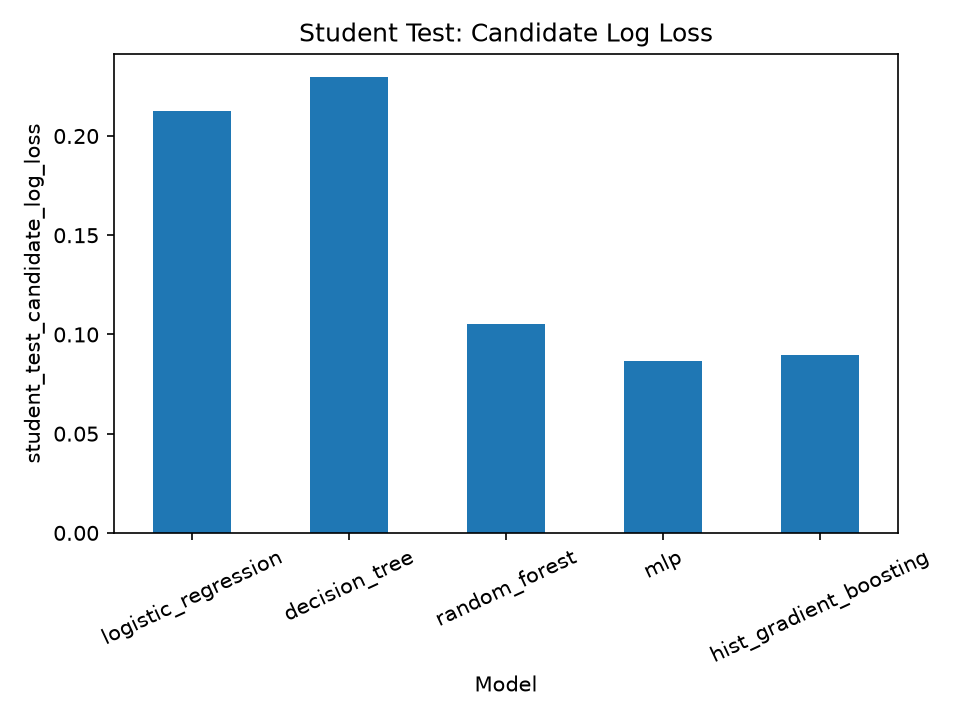 Student Test: Candidate Log Loss
student_test_candidate_log_loss
0.20
0.15
0.10
0.05
0.00
logistic_regression
decision_tree
random_forest
mlp
hist_gradient_boosting
Model